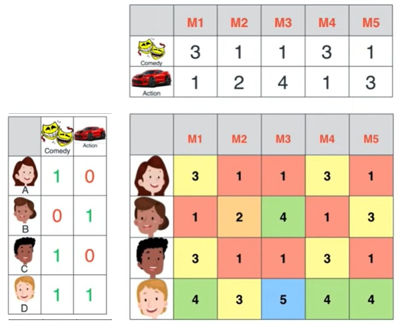 M1 M2 M3 M4 M5
Comedy 3 1 1 3 1
Action 1 2 4 1 3
Comedy Action
A 1 0
B 0 1
C 1 0
D 1 1
M1 M2 M3 M4 M5
3 1 1 3 1
1 2 4 1 3
3 1 1 3 1
4 3 5 4 4